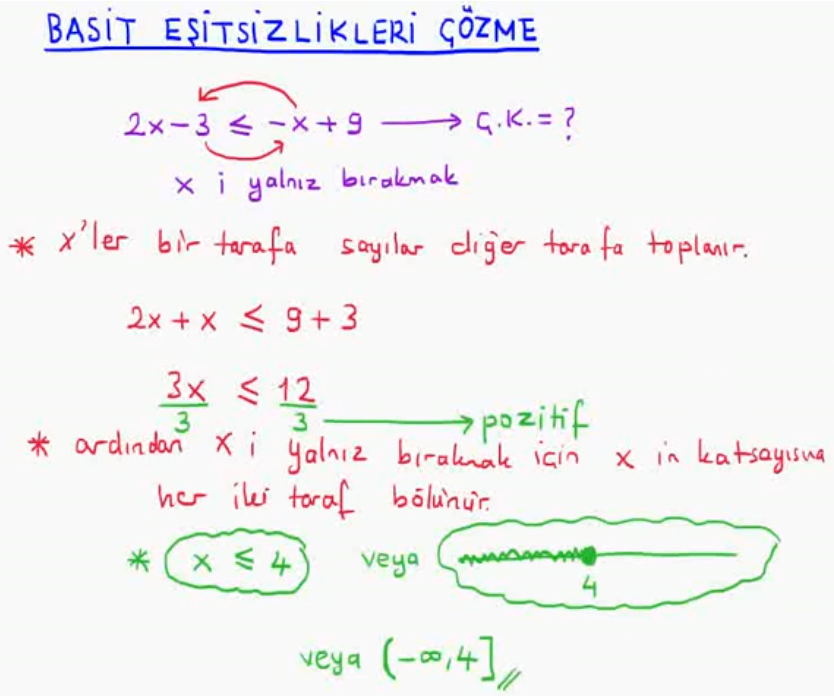 BASİT EŞİTSİZLİKLERİ ÇÖZME
2x-3 ≤ -x+9 → Ç.K.=?
x i yalnız bırakmak
* x'ler bir tarafa sayılar diğer tarafa toplanır.
2x+x ≤ 9+3
3x/3 ≤ 12/3 → pozitif
* ardından x i yalnız bırakmak için x in katsayısına
her iki taraf bölünür.
* x ≤ 4 veya 4
veya (-∞,4]